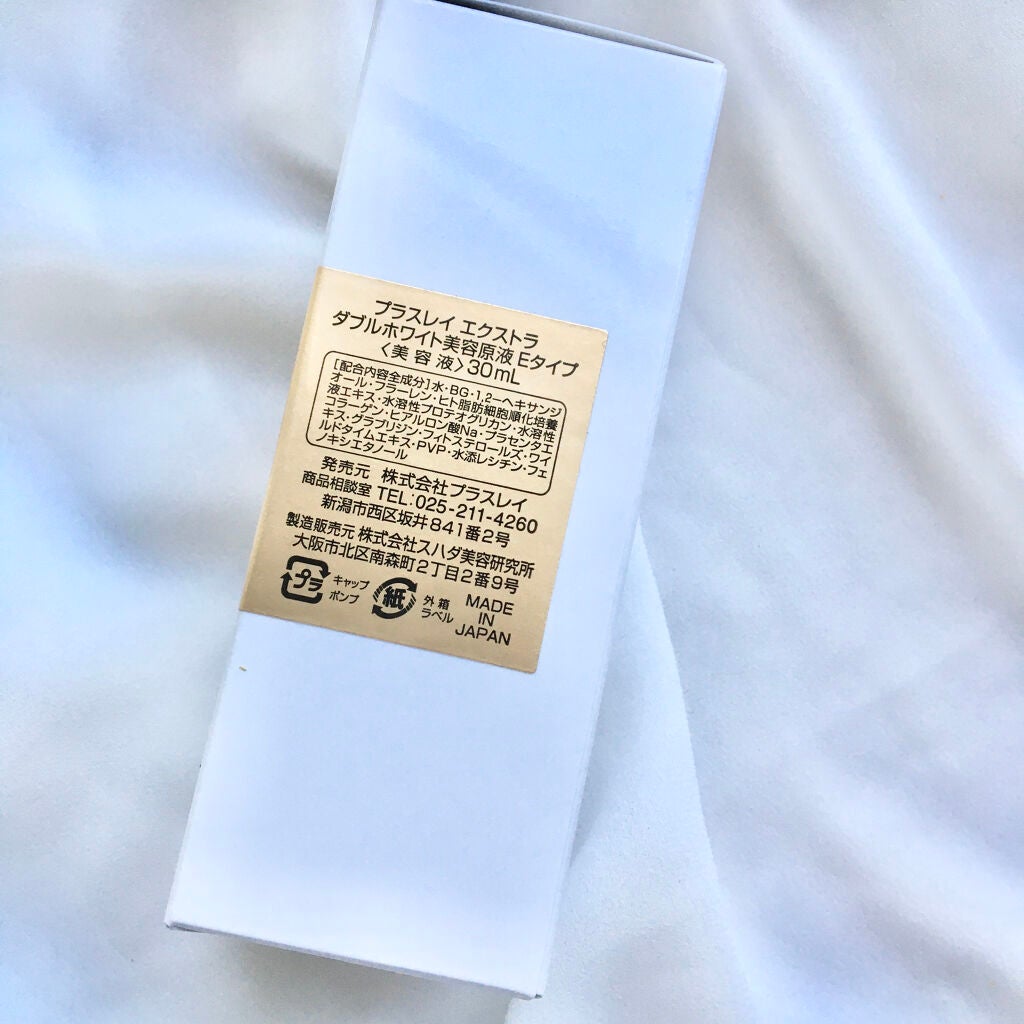 プラスレイ エクストラ
ダブルホワイト美容原液 Eタイプ
〈美 容 液〉30mL
[配合内容全成分]水・BG・1,2-ヘキサンジ
オール・フラーレン・ヒト脂肪細胞順化培養
液エキス・水溶性プロテオグリカン・水溶性
コラーゲン・ヒアルロン酸Na・プラセンタエ
キス・グラブリジン・フィトステロールズ・ワイ
ルドタイムエキス・PVP・水添レシチン・フェ
ノキシエタノール
発売元 株式会社プラスレイ
商品相談室 TEL:025-211-4260
新潟市西区坂井841番2号
製造販売元 株式会社スハダ美容研究所
大阪市北区南森町2丁目2番9号
プラ キャップ
ポンプ
紙 外箱
ラベル
MADE
IN
JAPAN